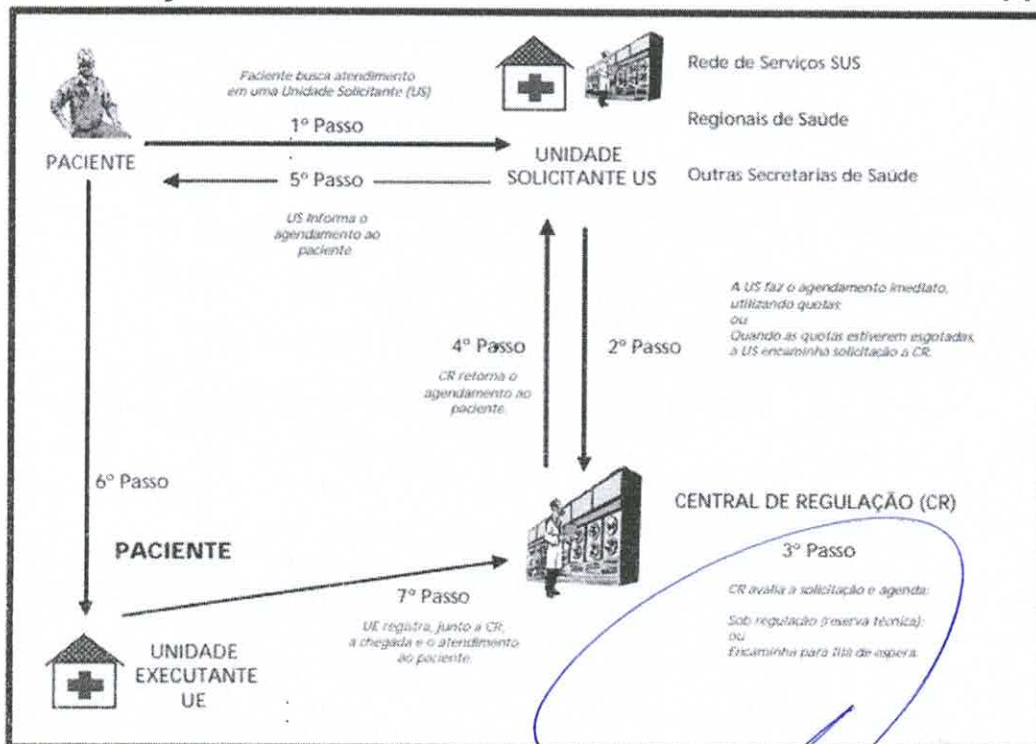 Paciente busca atendimento
em uma Unidade Solicitante (US)
1º Passo
PACIENTE
UNIDADE
SOLICITANTE US
Rede de Serviços SUS
Regionais de Saúde
Outras Secretarias de Saúde
5º Passo
US Informa o
agendamento ao
paciente
A US faz o agendamento imediato,
utilizando quotas;
ou
Quando as quotas estiverem esgotadas,
a US encaminha solicitação a CR.
4º Passo
CR retorna o
agendamento ao
paciente.
2º Passo
6º Passo
PACIENTE
CENTRAL DE REGULAÇÃO (CR)
3º Passo
CR avalia a solicitação e agenda:
Sob regulação (reserva técnica);
ou
Encaminha para fila de espera.
7º Passo
UE registra, junto a CR,
a chegada e o atendimento
ao paciente.
UNIDADE
EXECUTANTE
UE